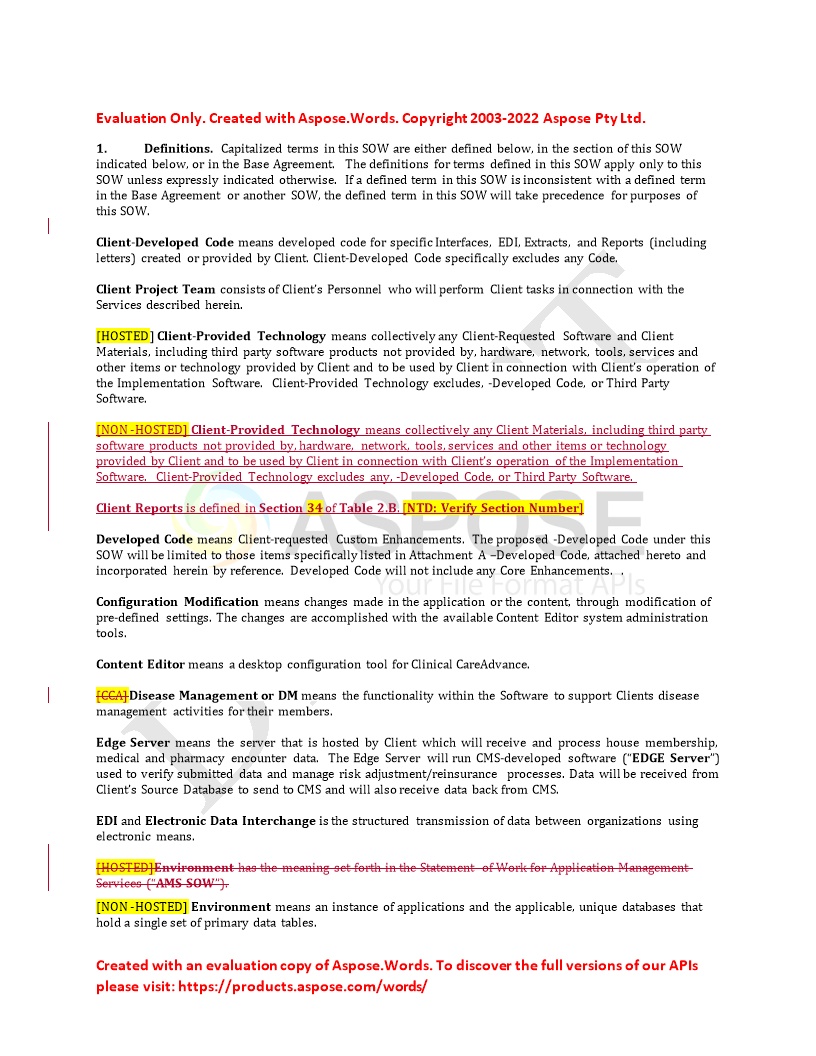 Evaluation Only. Created with Aspose.Words. Copyright 2003-2022 Aspose Pty Ltd.
1. Definitions. Capitalized terms in this SOW are either defined below, in the section of this SOW
indicated below, or in the Base Agreement. The definitions for terms defined in this SOW apply only to this
SOW unless expressly indicated otherwise. If a defined term in this SOW is inconsistent with a defined term
in the Base Agreement or another SOW, the defined term in this SOW will take precedence for purposes of
this SOW.
Client-Developed Code means developed code for specific Interfaces, EDI, Extracts, and Reports (including
letters) created or provided by Client. Client-Developed Code specifically excludes any Code.
Client Project Team consists of Client's Personnel who will perform Client tasks in connection with the
Services described herein.
[HOSTED] Client-Provided Technology means collectively any Client-Requested Software and Client
Materials, including third party software products not provided by, hardware, network, tools, services and
other items or technology provided by Client and to be used by Client in connection with Client's operation of
the Implementation Software. Client-Provided Technology excludes, -Developed Code, or Third Party
Software.
[NON-HOSTED] Client-Provided Technology means collectively any Client Materials, including third party
software products not provided by, hardware, network, tools, services and other items or technology
provided by Client and to be used by Client in connection with Client's operation of the Implementation
Software. Client-Provided Technology excludes any, -Developed Code, or Third Party Software.
Client Reports is defined in Section 34 of Table 2.B. [NTD: Verify Section Number]
ASPOSE
Your File Format APIs
Developed Code means Client-requested Custom Enhancements. The proposed -Developed Code under this
SOW will be limited to those items specifically listed in Attachment A –Developed Code, attached hereto and
incorporated herein by reference. Developed Code will not include any Core Enhancements. .
Configuration Modification means changes made in the application or the content, through modification of
pre-defined settings. The changes are accomplished with the available Content Editor system administration
tools.
Content Editor means a desktop configuration tool for Clinical CareAdvance.
[CCA]Disease Management or DM means the functionality within the Software to support Clients disease
management activities for their members.
Edge Server means the server that is hosted by Client which will receive and process house membership,
medical and pharmacy encounter data. The Edge Server will run CMS-developed software ("EDGE Server")
used to verify submitted data and manage risk adjustment/reinsurance processes. Data will be received from
Client's Source Database to send to CMS and will also receive data back from CMS.
EDI and Electronic Data Interchange is the structured transmission of data between organizations using
electronic means.
[HOSTED]Environment has the meaning set forth in the Statement of Work for Application Management
Services ("AMS SOW").
[NON-HOSTED] Environment means an instance of applications and the applicable, unique databases that
hold a single set of primary data tables.
Created with an evaluation copy of Aspose.Words. To discover the full versions of our APIs
please visit: https://products.aspose.com/words/